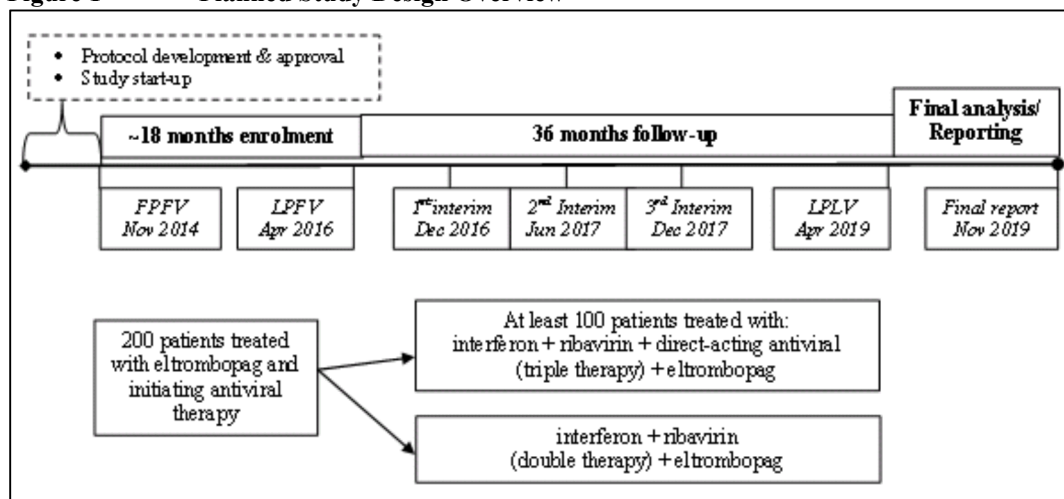 Figure 1 Planned Study Design Overview
• Protocol development & approval
• Study start-up
~18 months enrolment
36 months follow-up
Final analysis/
Reporting
FPFV
Nov 2014
LPFV
Apr 2016
1st interim
Dec 2016
2nd Interim
Jun 2017
3rd Interim
Dec 2017
LPLV
Apr 2019
Final report
Nov 2019
200 patients treated
with eltrombopag and
initiating antiviral
therapy
At least 100 patients treated with:
interferon + ribavirin + direct-acting antiviral
(triple therapy) + eltrombopag
interferon + ribavirin
(double therapy) + eltrombopag